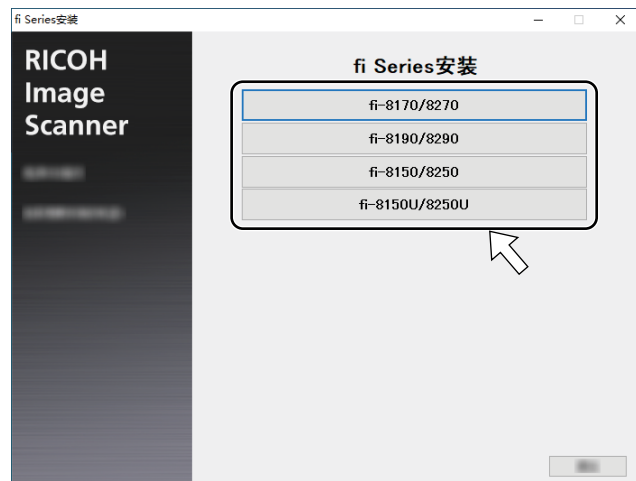 fi Series安装
RICOH
Image
Scanner
fi Series安装
fi-8170/8270
fi-8190/8290
fi-8150/8250
fi-8150U/8250U